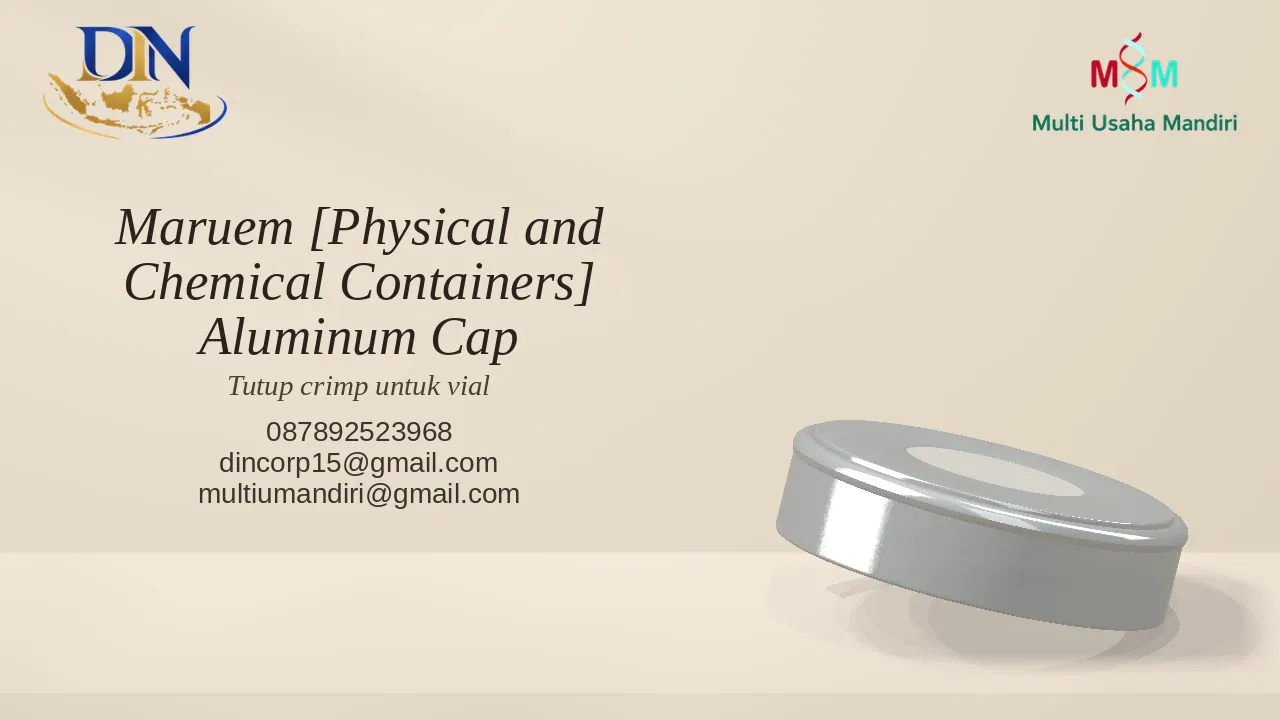 DIN
M M
Multi Usaha Mandiri
Maruem [Physical and
Chemical Containers]
Aluminum Cap
Tutup crimp untuk vial
087892523968
dincorp15@gmail.com
multiumandiri@gmail.com